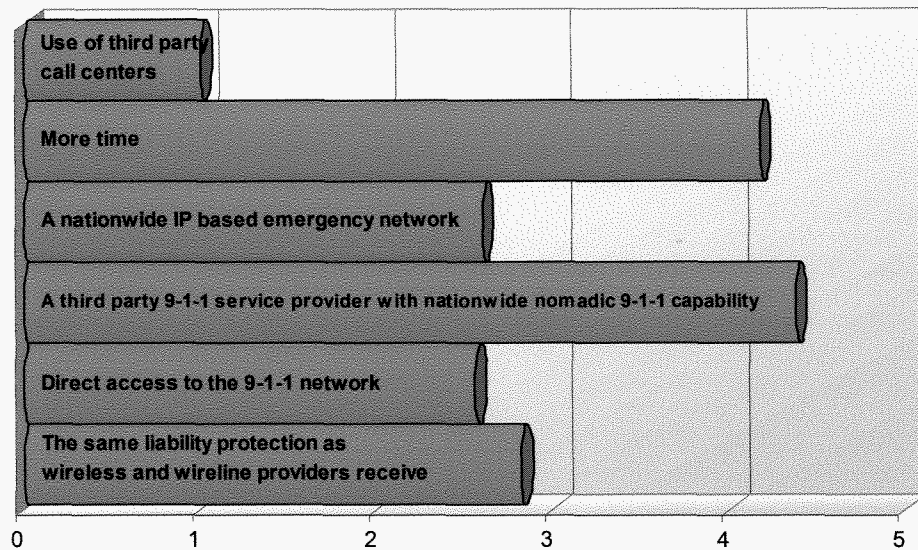 Use of third party
call centers
More time
A nationwide IP based emergency network
A third party 9-1-1 service provider with nationwide nomadic 9-1-1 capability
Direct access to the 9-1-1 network
The same liability protection as
wireless and wireline providers receive
0 1 2 3 4 5